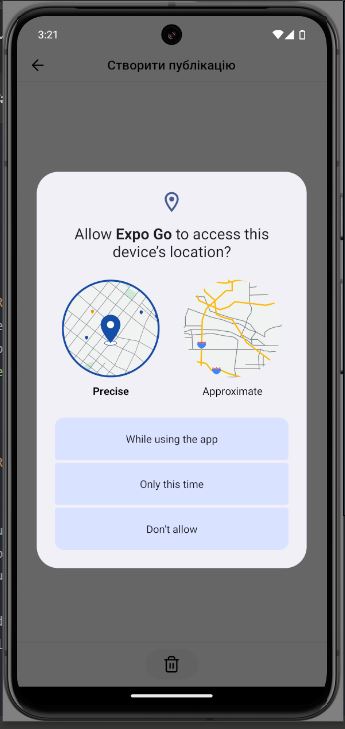 3:21
Створити публікацію
Allow Expo Go to access this
device's location?
Precise
Approximate
While using the app
Only this time
Don't allow